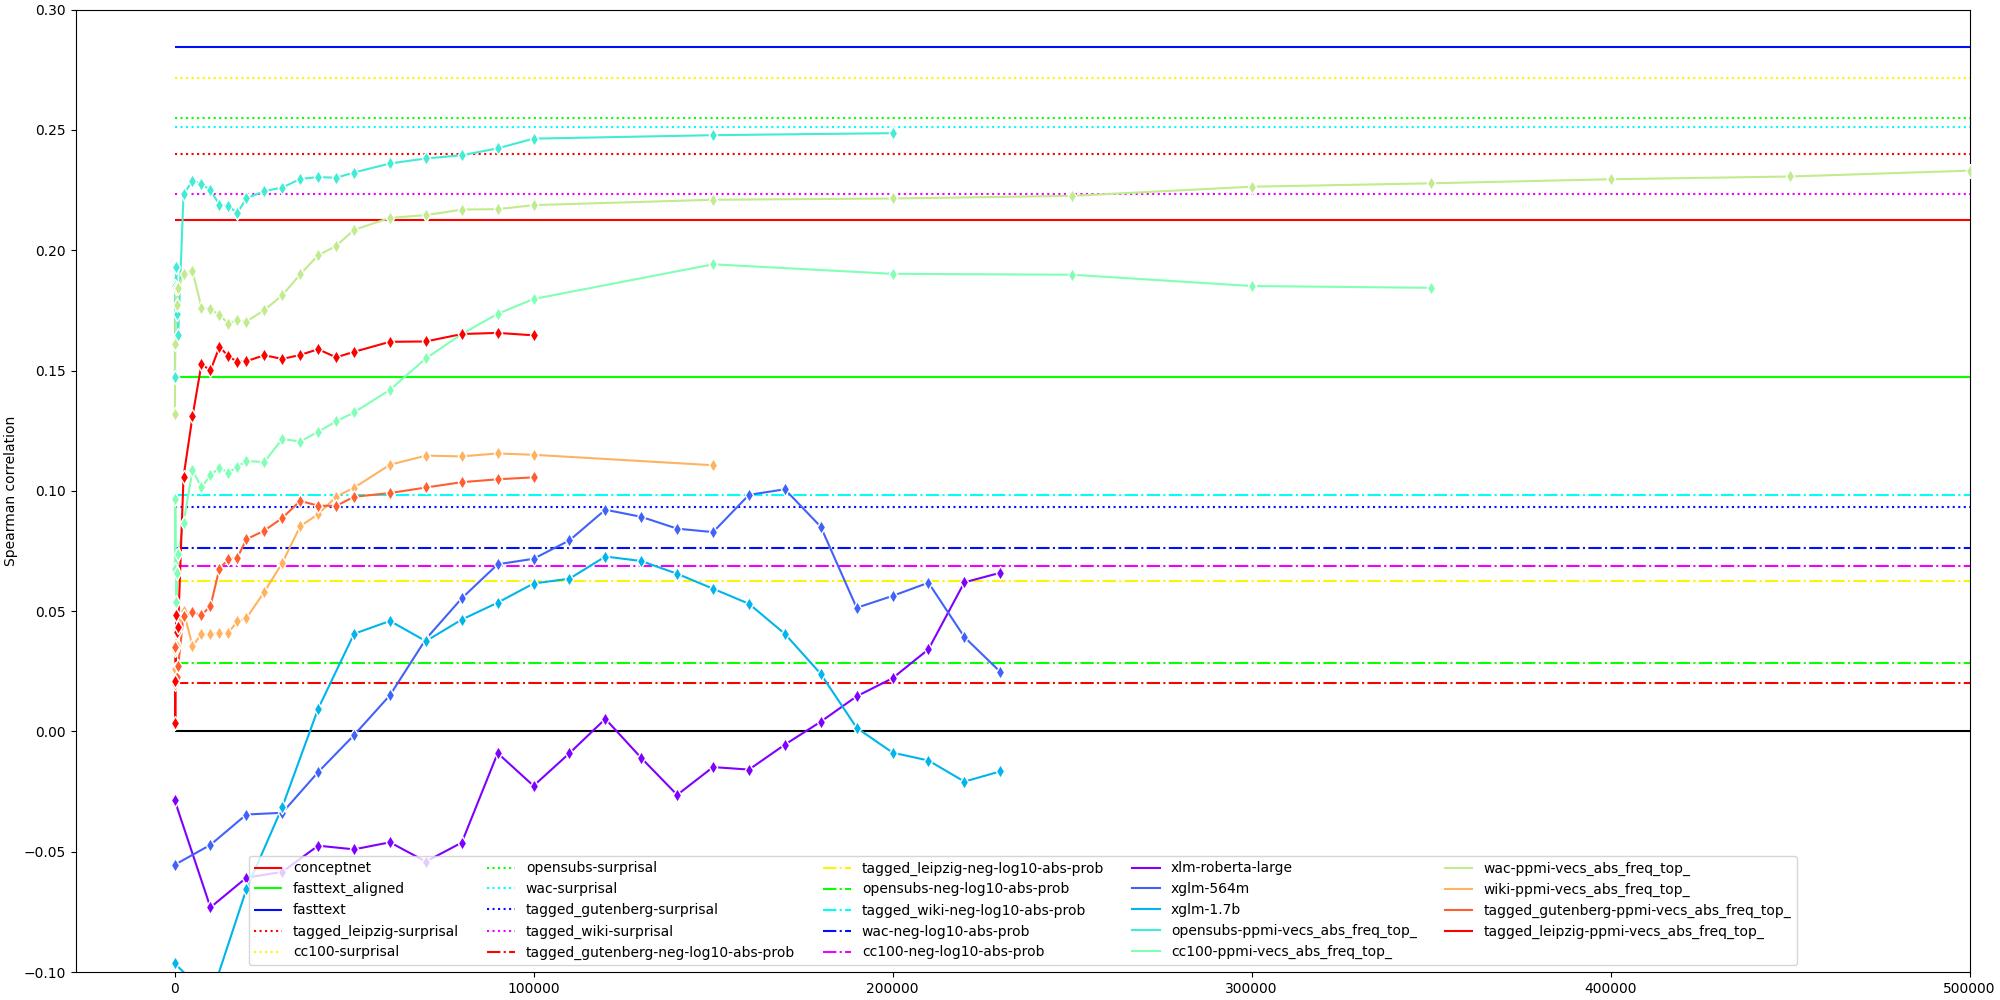 0.30
0.25
0.20
0.15
0.10
0.05
0.00
−0.05
−0.10
Spearman correlation
0
100000
200000
300000
400000
500000
conceptnet
fasttext_aligned
fasttext
tagged_leipzig-surprisal
cc100-surprisal
opensubs-surprisal
wac-surprisal
tagged_gutenberg-surprisal
tagged_wiki-surprisal
tagged_gutenberg-neg-log10-abs-prob
tagged_leipzig-neg-log10-abs-prob
opensubs-neg-log10-abs-prob
tagged_wiki-neg-log10-abs-prob
wac-neg-log10-abs-prob
cc100-neg-log10-abs-prob
xlm-roberta-large
xglm-564m
xglm-1.7b
opensubs-ppmi-vecs_abs_freq_top_
cc100-ppmi-vecs_abs_freq_top_
wac-ppmi-vecs_abs_freq_top_
wiki-ppmi-vecs_abs_freq_top_
tagged_gutenberg-ppmi-vecs_abs_freq_top_
tagged_leipzig-ppmi-vecs_abs_freq_top_